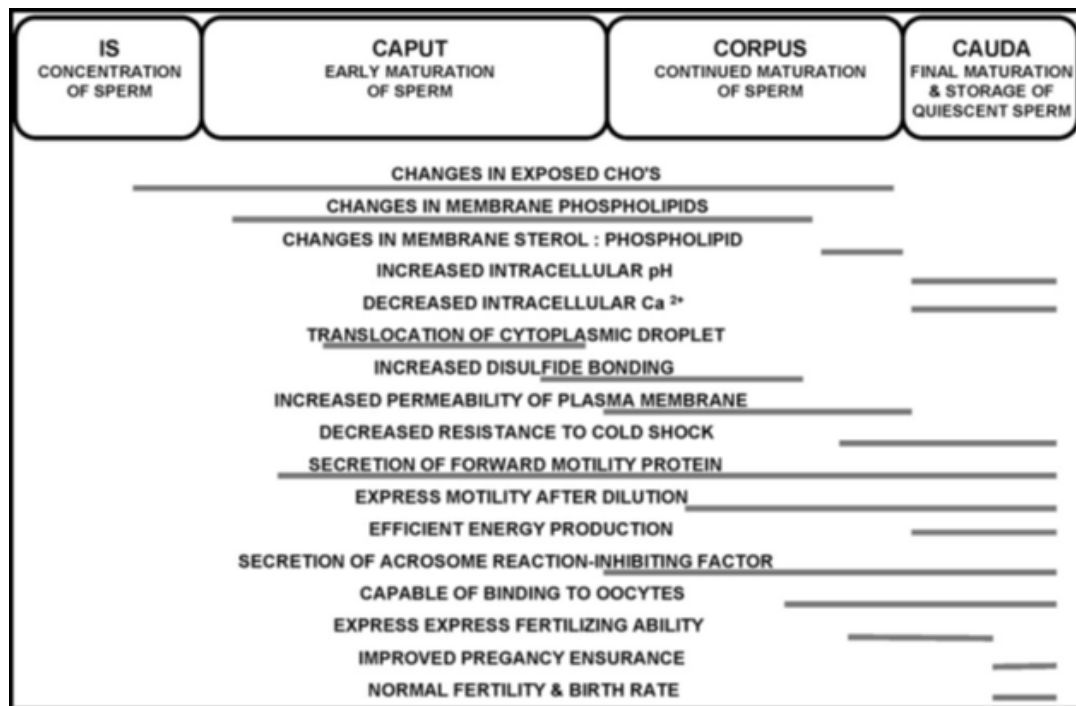 IS
CONCENTRATION
OF SPERM
CAPUT
EARLY MATURATION
OF SPERM
CORPUS
CONTINUED MATURATION
OF SPERM
CAUDA
FINAL MATURATION
& STORAGE OF
QUIESCENT SPERM
CHANGES IN EXPOSED CHO'S
CHANGES IN MEMBRANE PHOSPHOLIPIDS
CHANGES IN MEMBRANE STEROL : PHOSPHOLIPID
INCREASED INTRACELLULAR pH
DECREASED INTRACELLULAR Ca 2+
TRANSLOCATION OF CYTOPLASMIC DROPLET
INCREASED DISULFIDE BONDING
INCREASED PERMEABILITY OF PLASMA MEMBRANE
DECREASED RESISTANCE TO COLD SHOCK
SECRETION OF FORWARD MOTILITY PROTEIN
EXPRESS MOTILITY AFTER DILUTION
EFFICIENT ENERGY PRODUCTION
SECRETION OF ACROSOME REACTION-INHIBITING FACTOR
CAPABLE OF BINDING TO OOCYTES
EXPRESS EXPRESS FERTILIZING ABILITY
IMPROVED PREGANCY ENSURANCE
NORMAL FERTILITY & BIRTH RATE